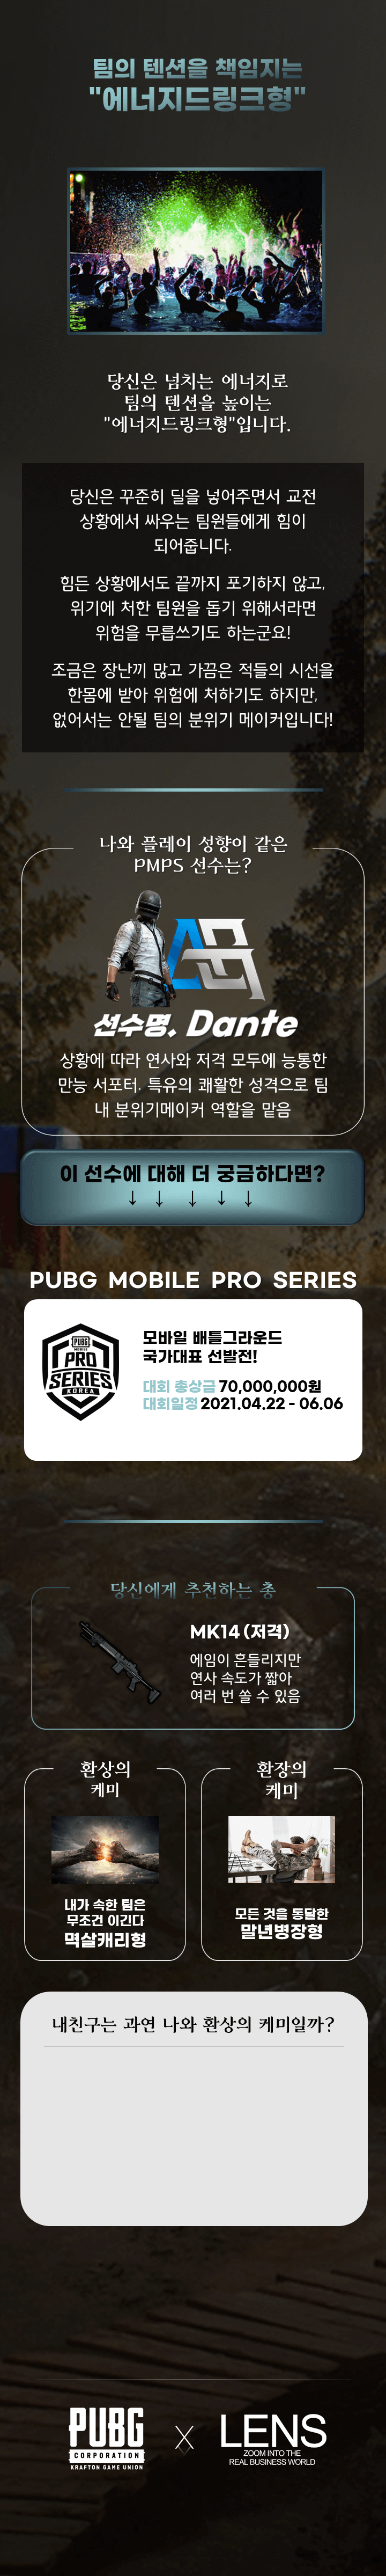 팀의 텐션을 책임지는
"에너지드링크형"
당신은 넘치는 에너지로
팀의 텐션을 높이는
"에너지드링크형"입니다.
당신은 꾸준히 딜을 넣어주면서 교전
상황에서 싸우는 팀원들에게 힘이
되어줍니다.
힘든 상황에서도 끝까지 포기하지 않고,
위기에 처한 팀원을 돕기 위해서라면
위험을 무릅쓰기도 하는군요!
조금은 장난끼 많고 가끔은 적들의 시선을
한몸에 받아 위험에 처하기도 하지만,
없어서는 안될 팀의 분위기 메이커입니다!
나와 플레이 성향이 같은
PMPS 선수는?
선수명. Dante
상황에 따라 연사와 저격 모두에 능통한
만능 서포터. 특유의 쾌활한 성격으로 팀
내 분위기메이커 역할을 맡음
이 선수에 대해 더 궁금하다면?
↓ ↓ ↓ ↓ ↓
PUBG MOBILE PRO SERIES
PUBG
MOBILE
PRO
SERIES
KOREA
모바일 배틀그라운드
국가대표 선발전!
대회 총상금 70,000,000원
대회일정 2021.04.22 - 06.06
당신에게 추천하는 총
MK14 (저격)
에임이 흔들리지만
연사 속도가 짧아
여러 번 쏠 수 있음
환상의
케미
내가 속한 팀은
무조건 이긴다
멱살캐리형
환장의
케미
모든 것을 통달한
말년병장형
내친구는 과연 나와 환상의 케미일까?
PUBG
CORPORATION
KRAFTON GAME UNION
X
LENS
ZOOM INTO THE
REAL BUSINESS WORLD